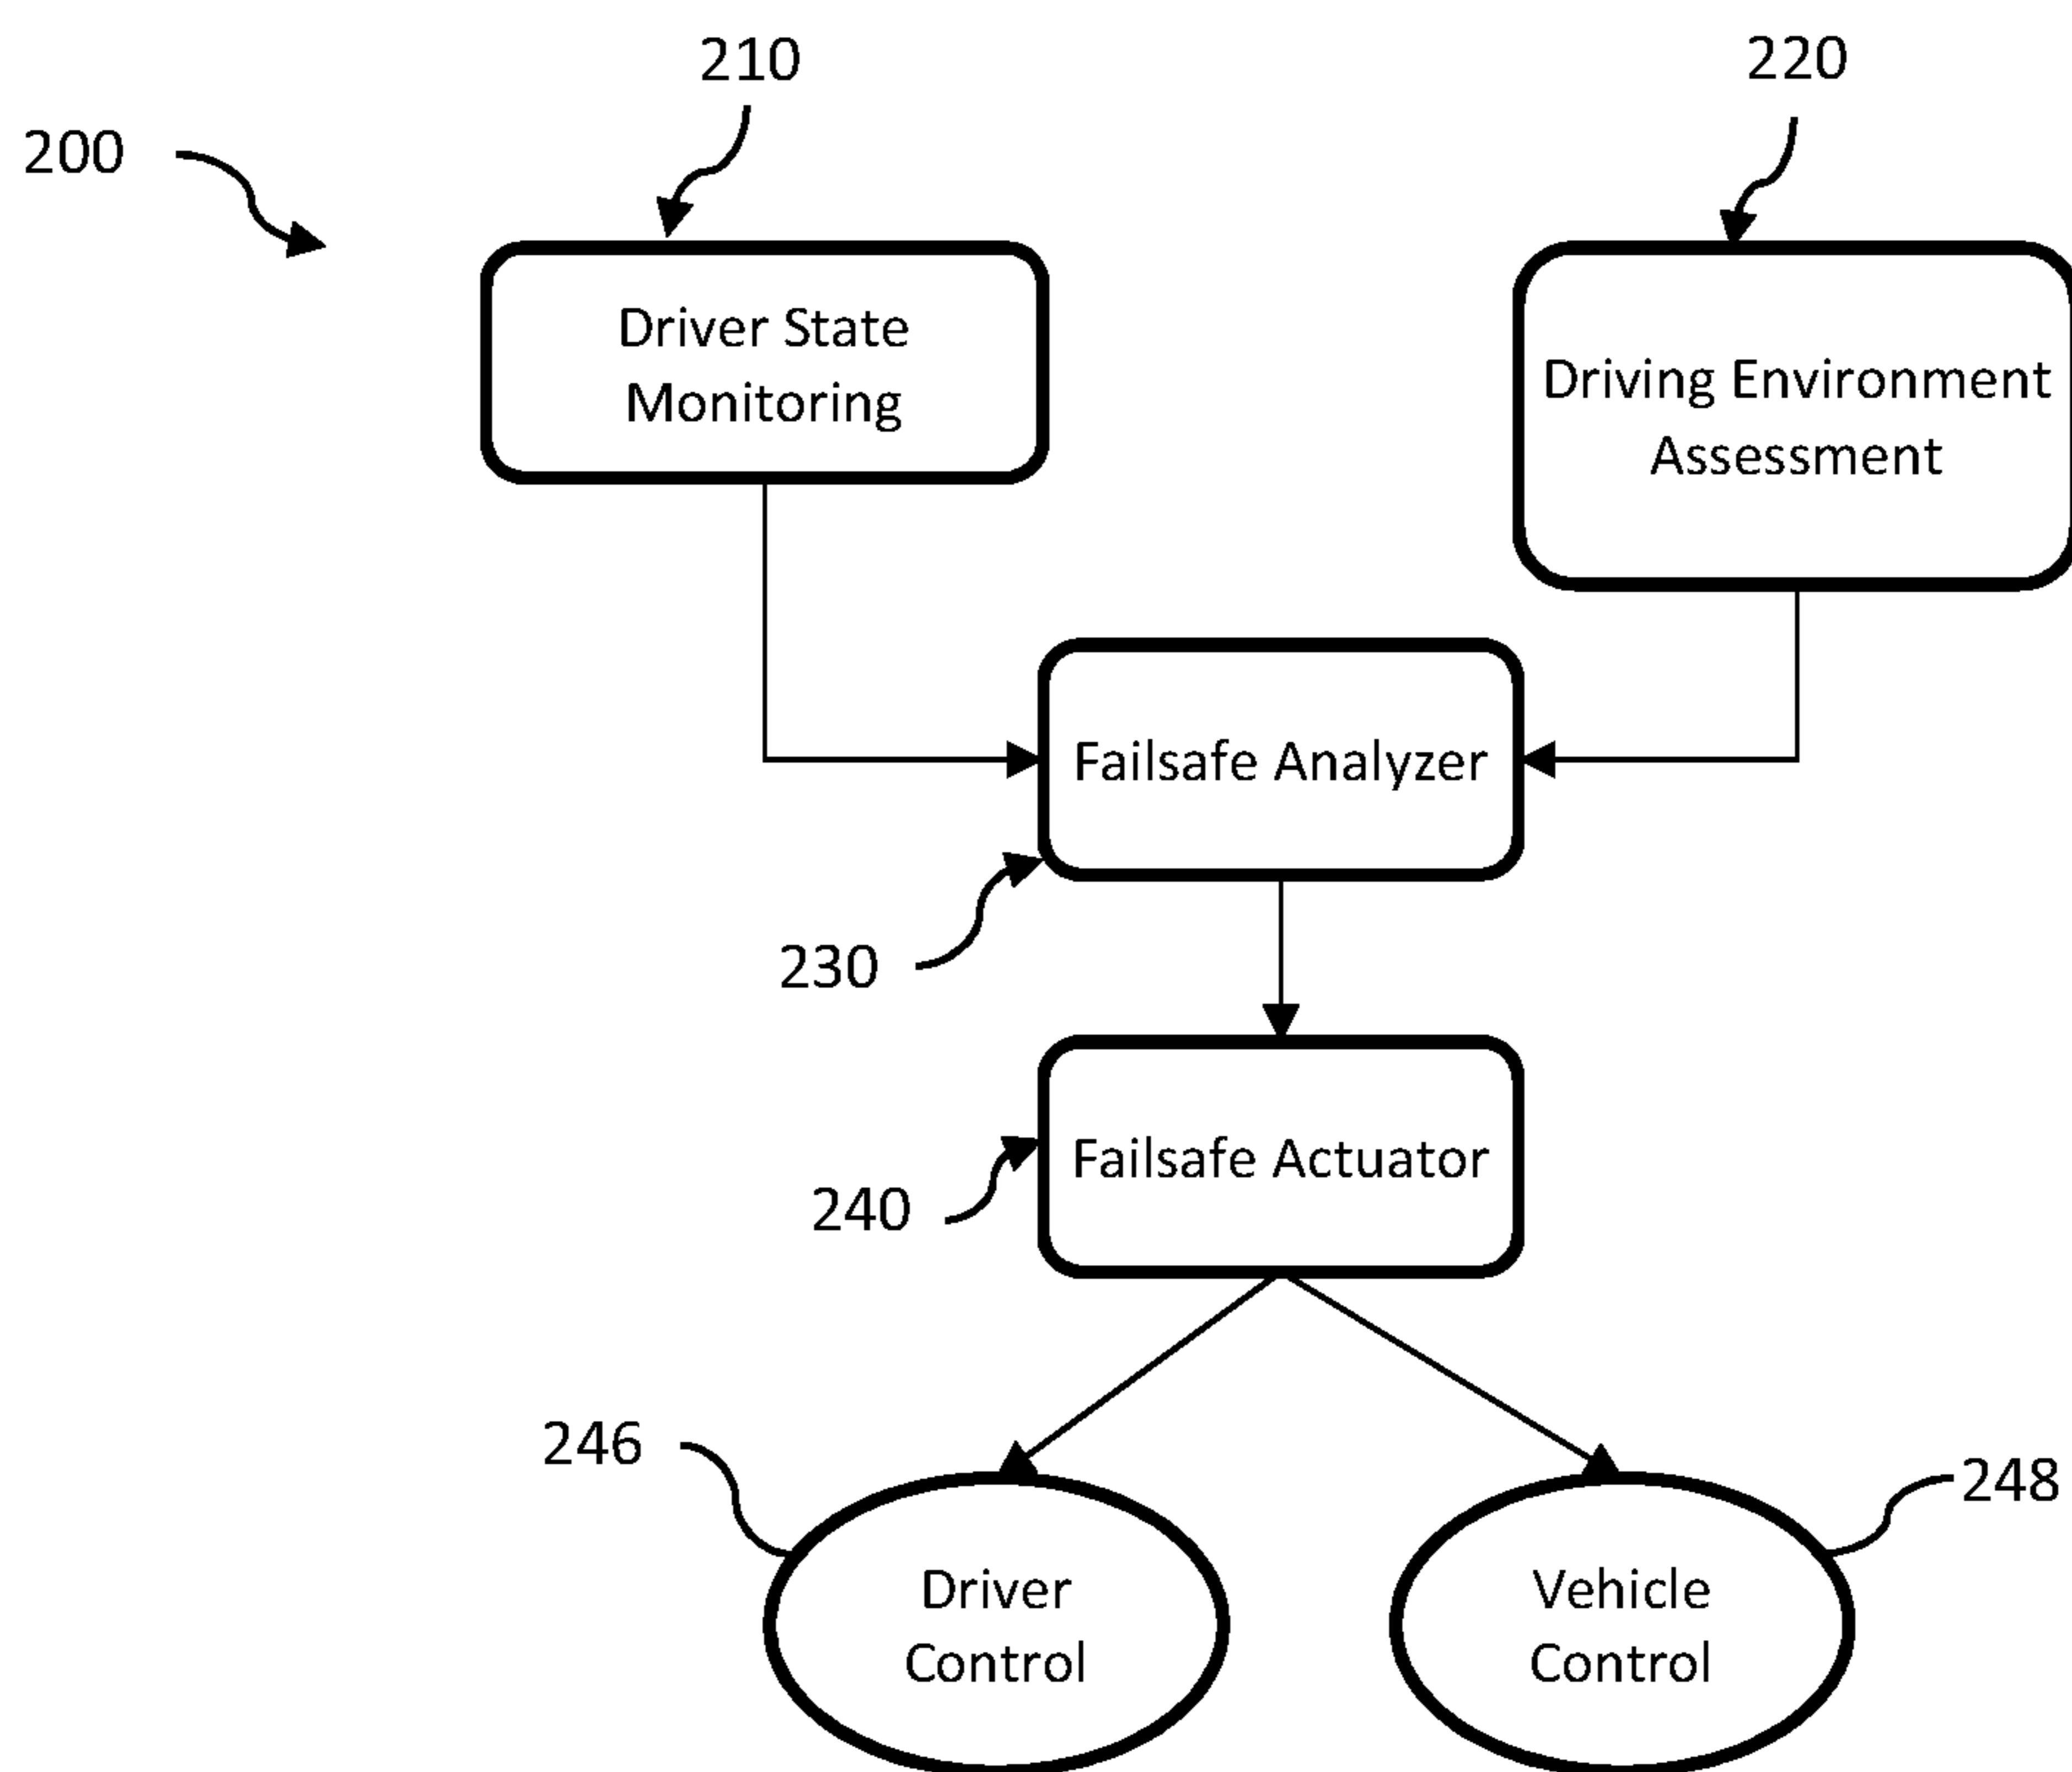 210
220
200
Driver State
Monitoring
Driving Environment
Assessment
Failsafe Analyzer
230
Failsafe Actuator
240
246
248
Driver
Control
Vehicle
Control